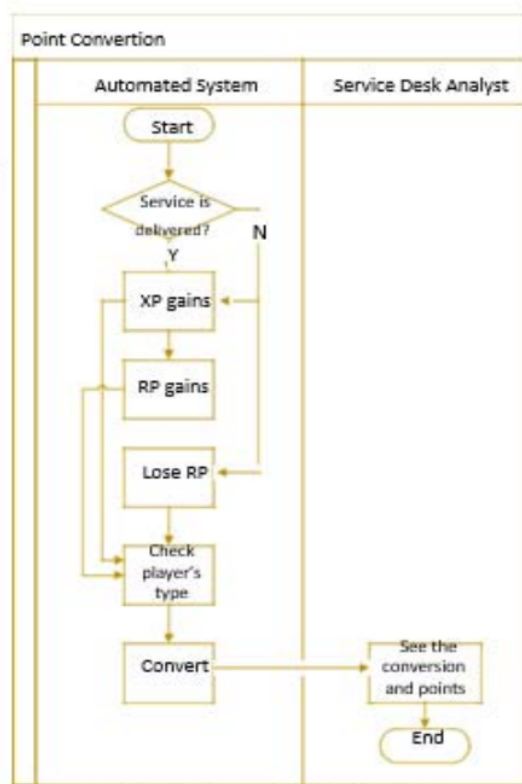 Point Convertion
Automated System
Service Desk Analyst
Start
Service is
delivered?
N
Y
XP gains
RP gains
Lose RP
Check
player's
type
Convert
See the
conversion
and points
End